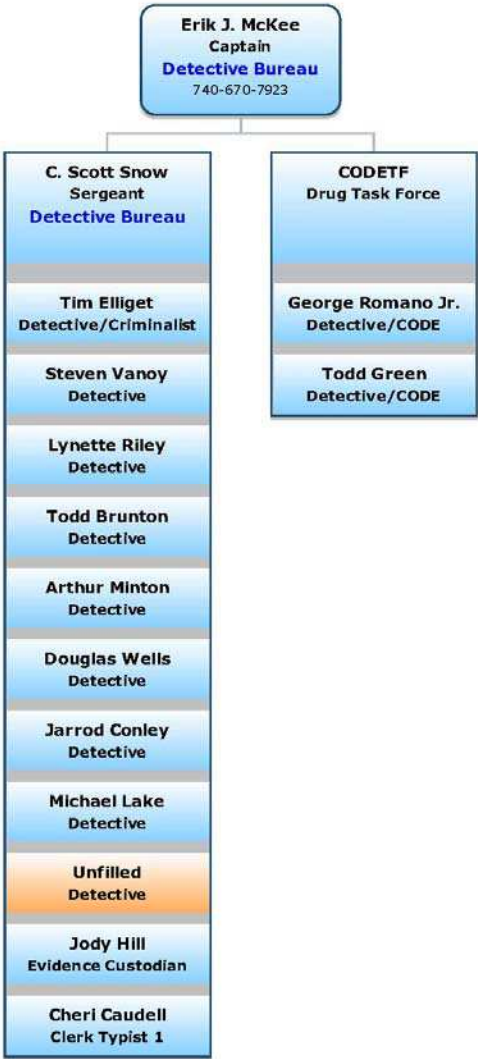 Erik J. McKee
Captain
Detective Bureau
740-670-7923
C. Scott Snow
Sergeant
Detective Bureau
Tim Elliget
Detective/Criminalist
Steven Vanoy
Detective
Lynette Riley
Detective
Todd Brunton
Detective
Arthur Minton
Detective
Douglas Wells
Detective
Jarrod Conley
Detective
Michael Lake
Detective
Unfilled
Detective
Jody Hill
Evidence Custodian
Cheri Caudell
Clerk Typist 1
CODETF
Drug Task Force
George Romano Jr.
Detective/CODE
Todd Green
Detective/CODE